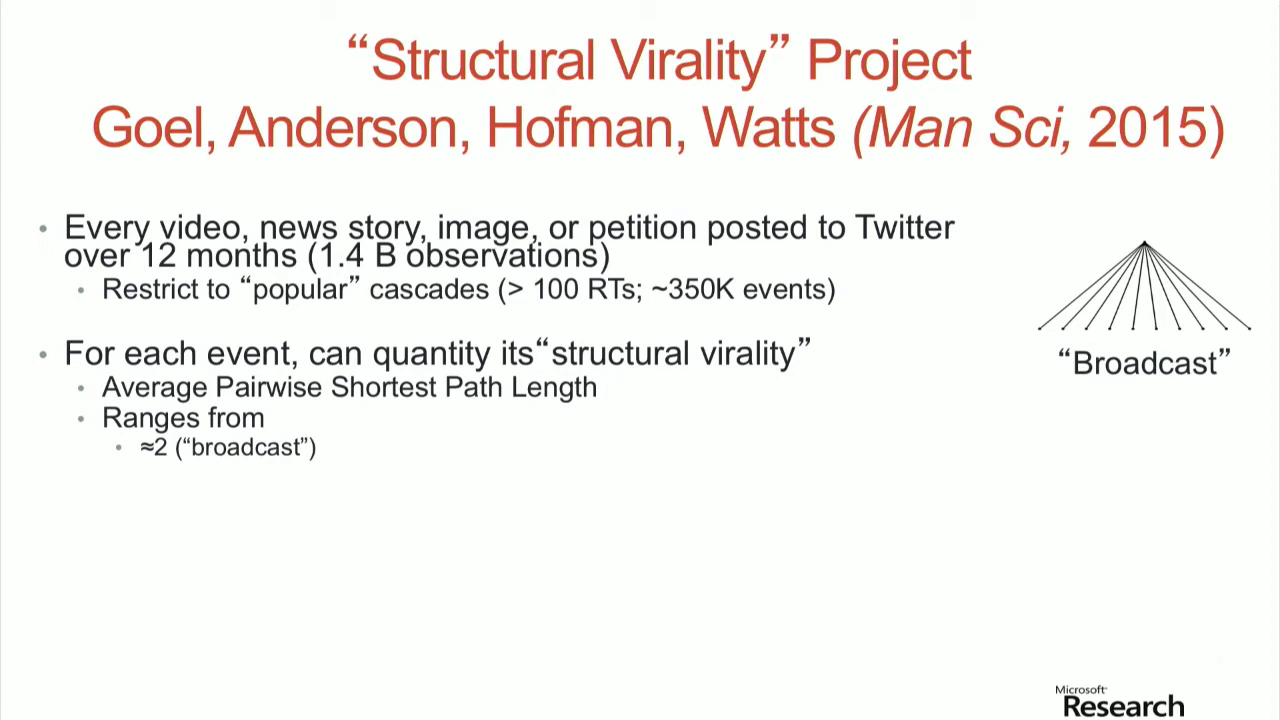 “Structural Virality” Project
Goel, Anderson, Hofman, Watts (Man Sci, 2015)
• Every video, news story, image, or petition posted to Twitter
over 12 months (1.4 B observations)
• Restrict to “popular” cascades (> 100 RTs; ~350K events)
• For each event, can quantity its“structural virality”
• Average Pairwise Shortest Path Length
• Ranges from
• ≈2 (“broadcast”)
“Broadcast”
Microsoft
Research